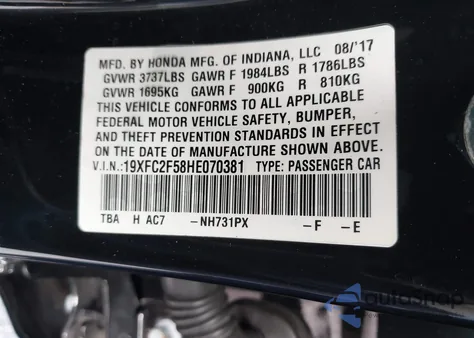 MFD. BY HONDA MFG. OF INDIANA, LLC 08/'17
GVWR 3737LBS GAWR F 1984LBS R 1786LBS
GVWR 1695KG GAWR F 900KG R 810KG
THIS VEHICLE CONFORMS TO ALL APPLICABLE
FEDERAL MOTOR VEHICLE SAFETY, BUMPER,
AND THEFT PREVENTION STANDARDS IN EFFECT
ON THE DATE OF MANUFACTURE SHOWN ABOVE.
V.I.N.:19XFC2F58HE070381 TYPE: PASSENGER CAR
TBA H AC7 -NH731PX -F -E
autoshop